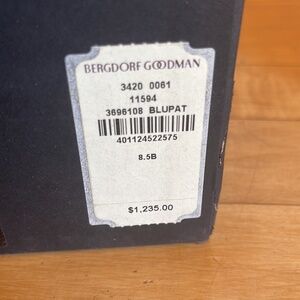 BERGDORF GOODMAN
3420 0061
11594
3696108 BLUPAT
401124522575
8.5B
$1,235.00